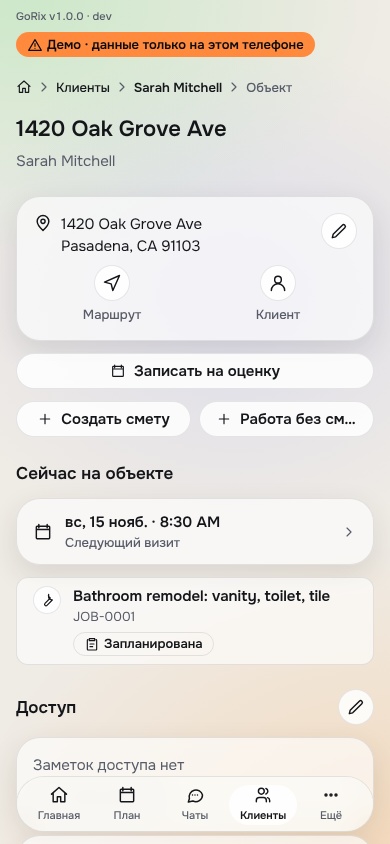 GoRix v1.0.0 · dev
Демо · данные только на этом телефоне
Клиенты
Sarah Mitchell
Объект
1420 Oak Grove Ave
Sarah Mitchell
1420 Oak Grove Ave
Pasadena, CA 91103
Маршрут
Клиент
Записать на оценку
Создать смету
Работа без см...
Сейчас на объекте
вс, 15 нояб. · 8:30 AM
Следующий визит
Bathroom remodel: vanity, toilet, tile
JOB-0001
Запланирована
Доступ
Заметок доступа нет
Главная
План
Чаты
Клиенты
Ещё